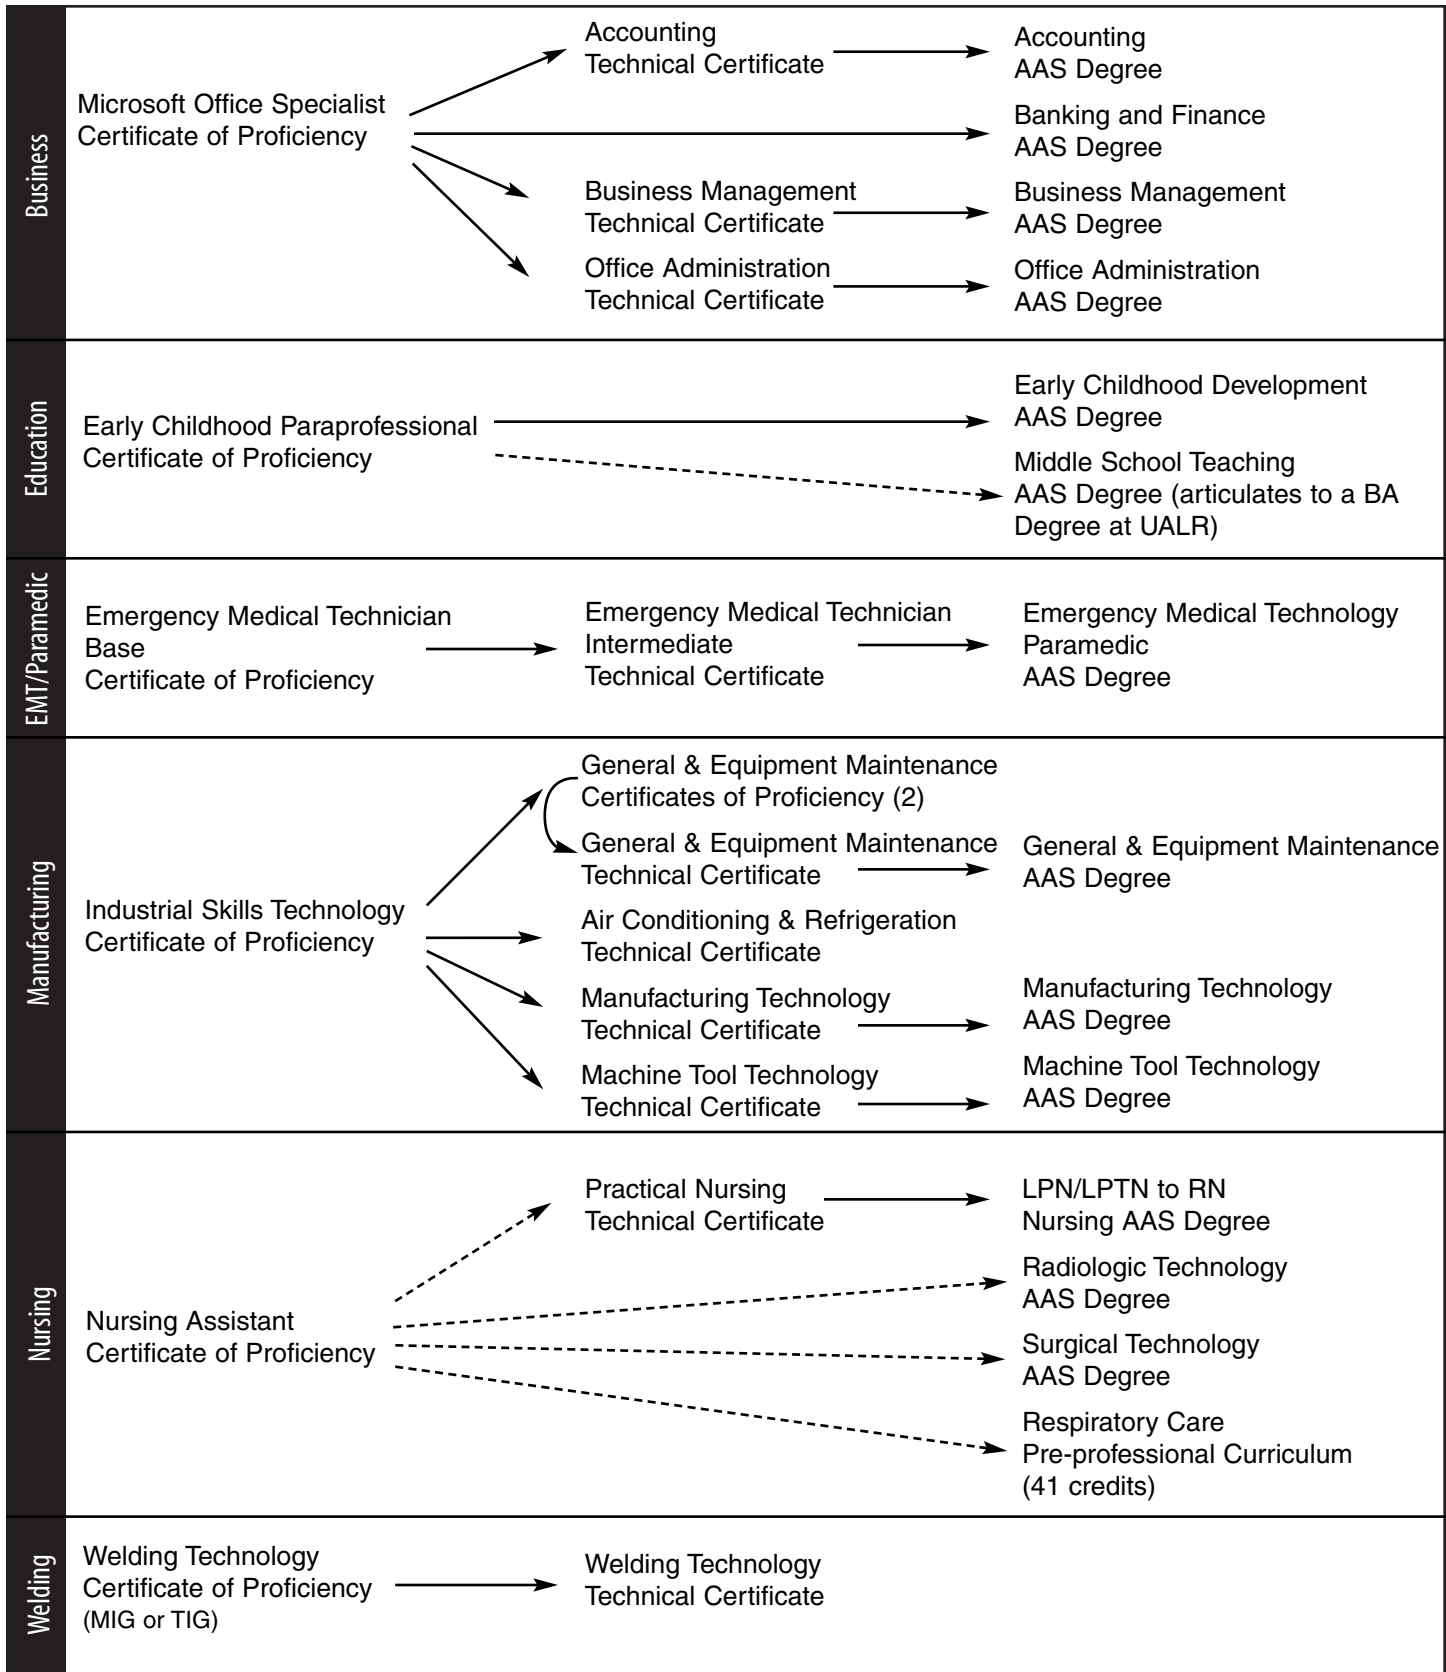 Business
Microsoft Office Specialist
Certificate of Proficiency
Accounting
Technical Certificate
Accounting
AAS Degree
Banking and Finance
AAS Degree
Business Management
Technical Certificate
Business Management
AAS Degree
Office Administration
Technical Certificate
Office Administration
AAS Degree
Education
Early Childhood Paraprofessional
Certificate of Proficiency
Early Childhood Development
AAS Degree
Middle School Teaching
AAS Degree (articulates to a BA
Degree at UALR)
EMT/Paramedic
Emergency Medical Technician
Base
Certificate of Proficiency
Emergency Medical Technician
Intermediate
Technical Certificate
Emergency Medical Technology
Paramedic
AAS Degree
Manufacturing
Industrial Skills Technology
Certificate of Proficiency
General & Equipment Maintenance
Certificates of Proficiency (2)
General & Equipment Maintenance
Technical Certificate
General & Equipment Maintenance
AAS Degree
Air Conditioning & Refrigeration
Technical Certificate
Manufacturing Technology
Technical Certificate
Manufacturing Technology
AAS Degree
Machine Tool Technology
Technical Certificate
Machine Tool Technology
AAS Degree
Nursing
Nursing Assistant
Certificate of Proficiency
Practical Nursing
Technical Certificate
LPN/LPTN to RN
Nursing AAS Degree
Radiologic Technology
AAS Degree
Surgical Technology
AAS Degree
Respiratory Care
Pre-professional Curriculum
(41 credits)
Welding
Welding Technology
Certificate of Proficiency
(MIG or TIG)
Welding Technology
Technical Certificate